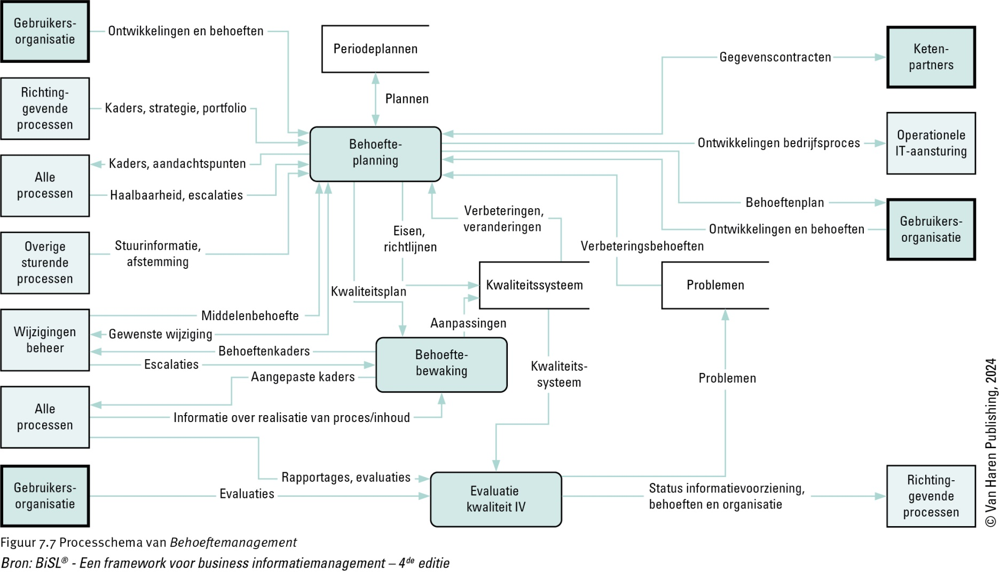 Gebruikers-
organisatie
Ontwikkelingen en behoeften
Periodeplannen
Plannen
Gegevenscontracten
Keten-
partners
Richting-
gevende
processen
Kaders, strategie, portfolio
Behoefte-
planning
Ontwikkelingen bedrijfsproces
Operationele
IT-aansturing
Alle
processen
Kaders, aandachtspunten
Haalbaarheid, escalaties
Behoeftenplan
Ontwikkelingen en behoeften
Gebruikers-
organisatie
Verbeteringen,
veranderingen
Eisen,
richtlijnen
Verbeteringsbehoeften
Overige
sturende
processen
Stuurinformatie,
afstemming
Kwaliteitsplan
Kwaliteitssysteem
Problemen
Wijzigingen
beheer
Middelenbehoefte
Gewenste wijziging
Behoeftenkaders
Escalaties
Aanpassingen
Behoefte-
bewaking
Aangepaste kaders
Kwaliteits-
systeem
Problemen
Alle
processen
Informatie over realisatie van proces/inhoud
Rapportages, evaluaties
Gebruikers-
organisatie
Evaluaties
Evaluatie
kwaliteit IV
Status informatievoorziening,
behoeften en organisatie
Richting-
gevende
processen
© Van Haren Publishing, 2024
Figuur 7.7 Processchema van Behoeftemanagement
Bron: BiSL® - Een framework voor business informatiemanagement – 4de editie